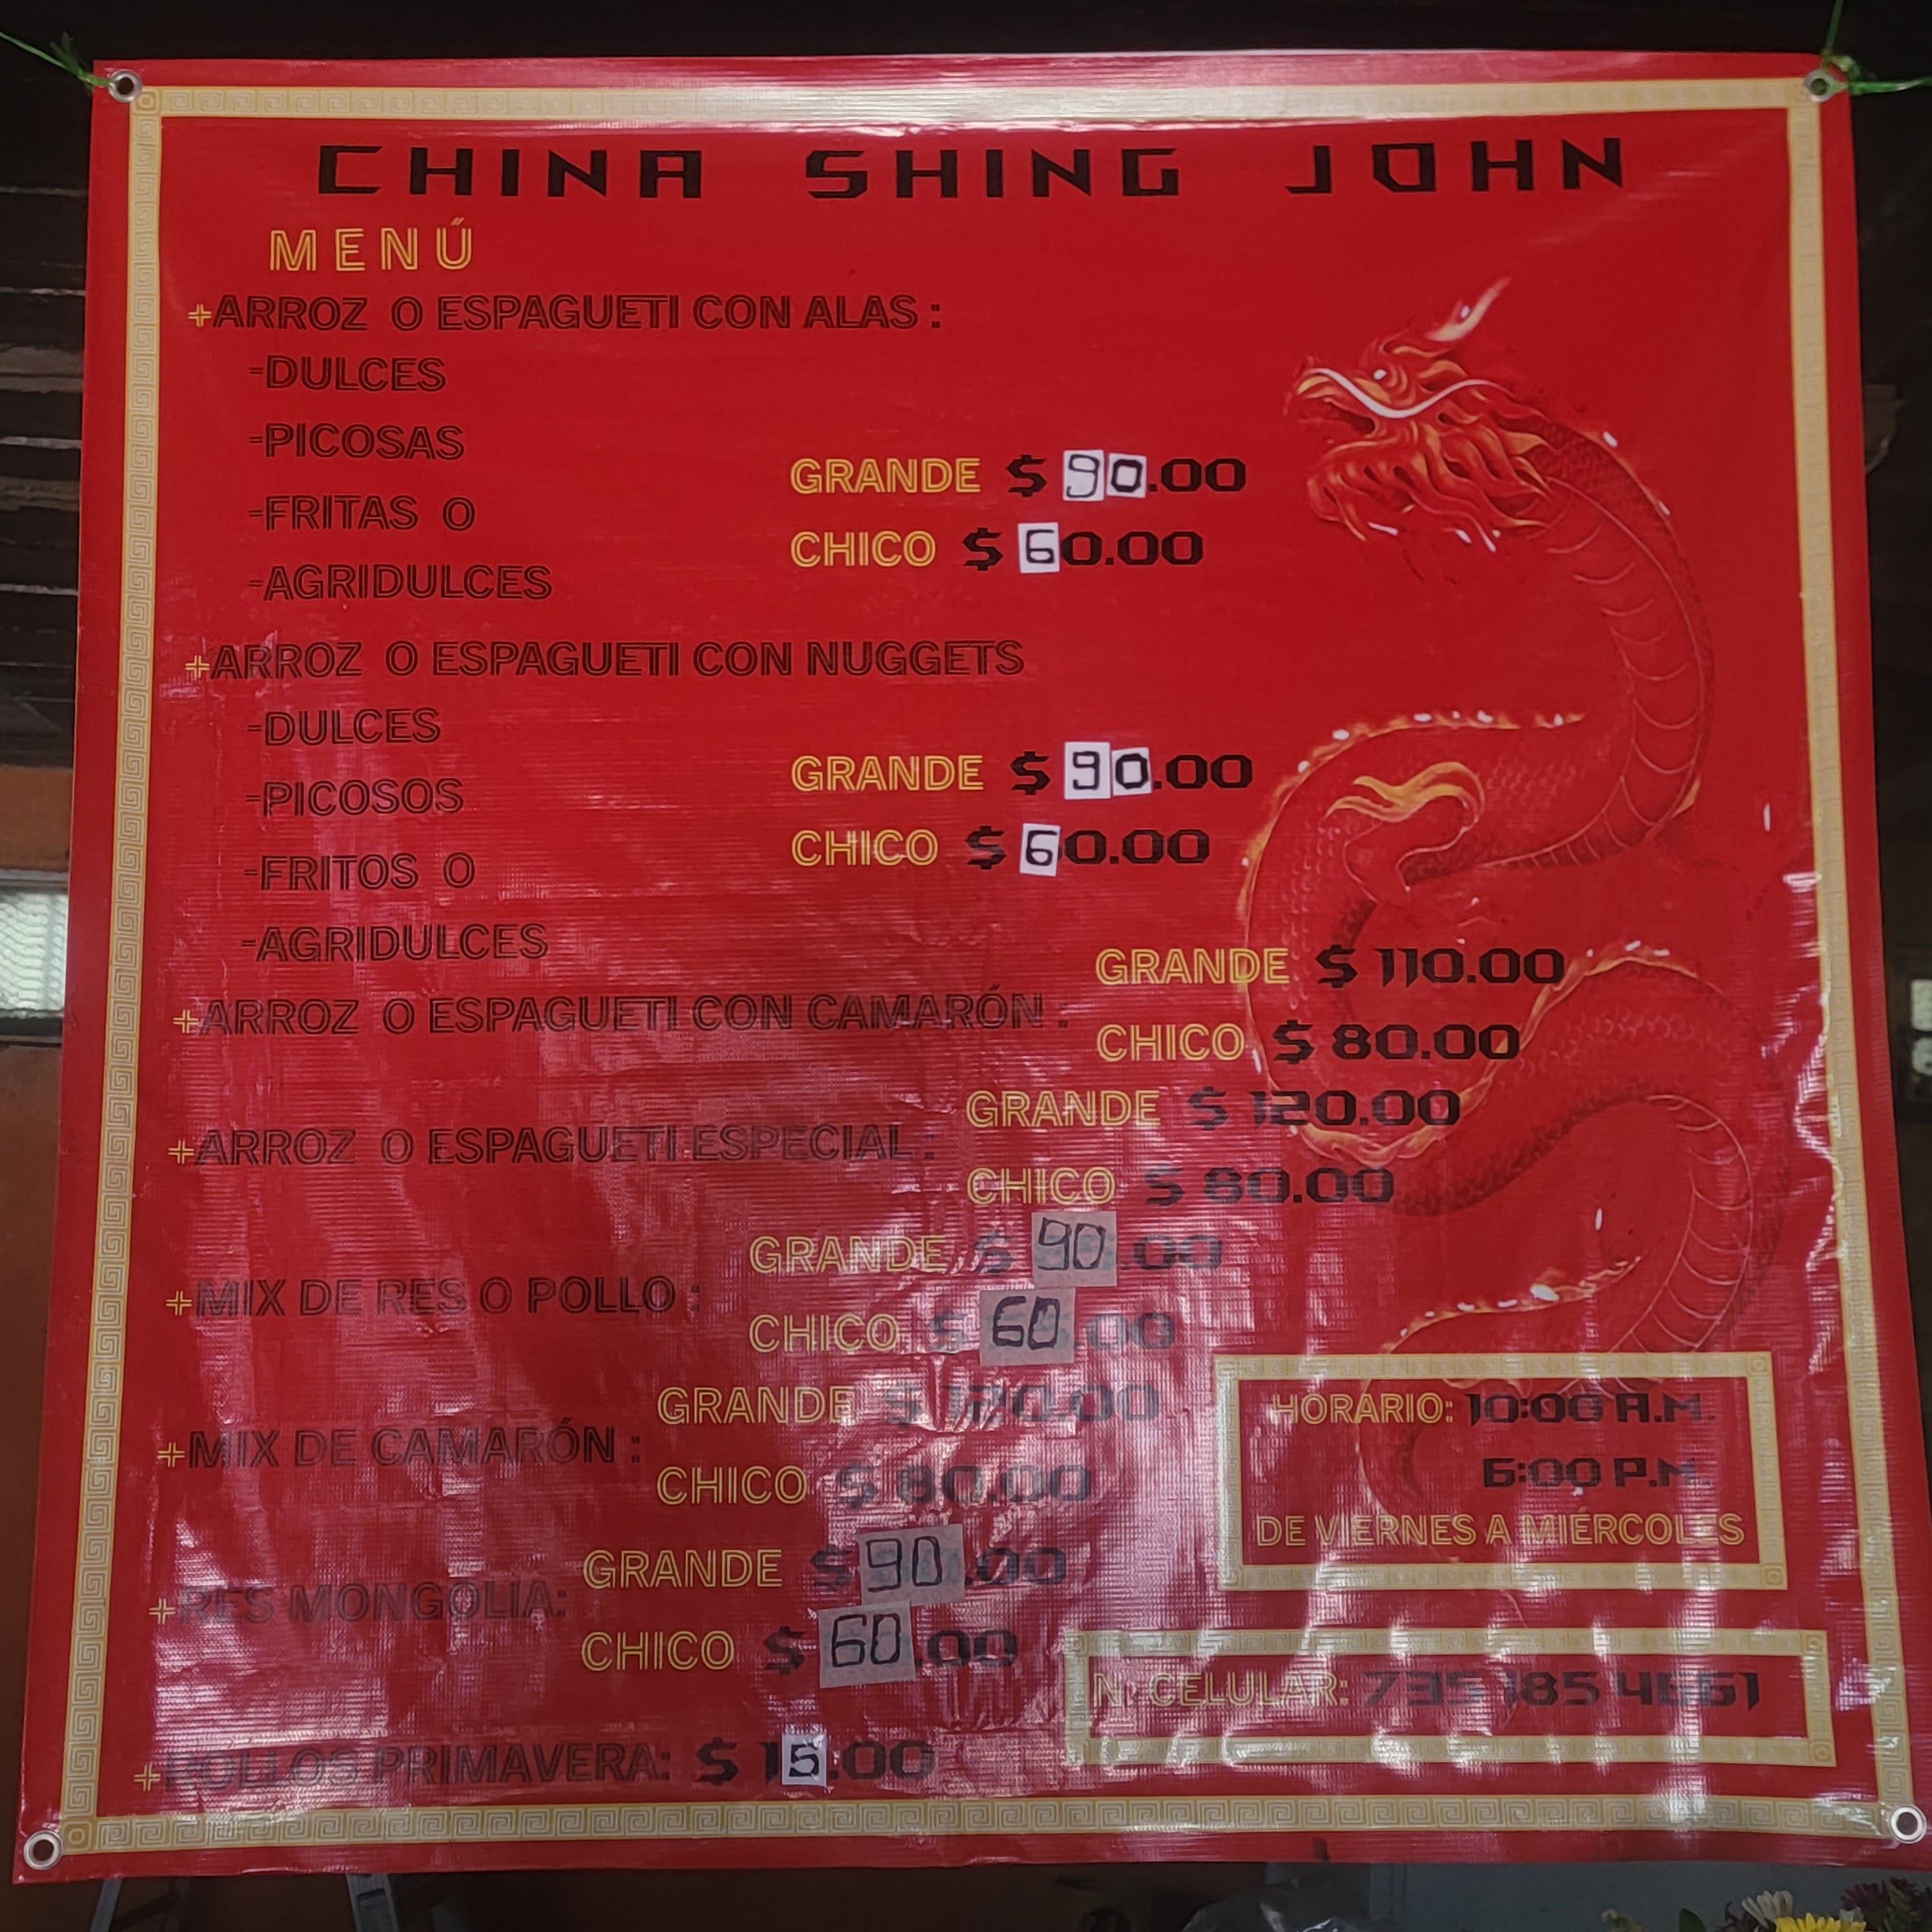 CHINA SHING JOHN
MENŰ
+ARROZ O ESPAGUETI CON ALAS :
-DULCES
-PICOSAS
-FRITAS O
-AGRIDULCES
GRANDE $ 90.00
CHICO $ 60.00
+ARROZ O ESPAGUETI CON NUGGETS
-DULCES
-PICOSOS
-FRITOS O
-AGRIDULCES
GRANDE $ 90.00
CHICO $ 60.00
+ARROZ O ESPAGUETI CON CAMARÓN :
GRANDE $ 110.00
CHICO $ 80.00
+ARROZ O ESPAGUETI ESPECIAL :
GRANDE $ 120.00
CHICO $ 80.00
+MIX DE RES O POLLO :
GRANDE $ 90.00
CHICO $ 60.00
+MIX DE CAMARÓN :
GRANDE $
CHICO $ 80.00
+RES MONGOLIA:
GRANDE $ 90.00
CHICO $ 60.00
+ROLLOS PRIMAVERA: $ 15.00
HORARIO: 10:00 A.M.
6:00 P.M.
DE VIERNES A MIÉRCOLES
N. CELULAR: 735 185 4661